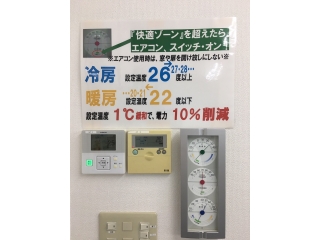 『快適ゾーン』を超えたら
エアコン、スイッチ・オン!
※エアコン使用時は、窓や扉を開け放しにしない※
冷房 設定温度 26 →27・28… 度以上
暖房 設定温度 …20・21← 22 度以下
設定温度 1℃緩和で、電力 10%削減